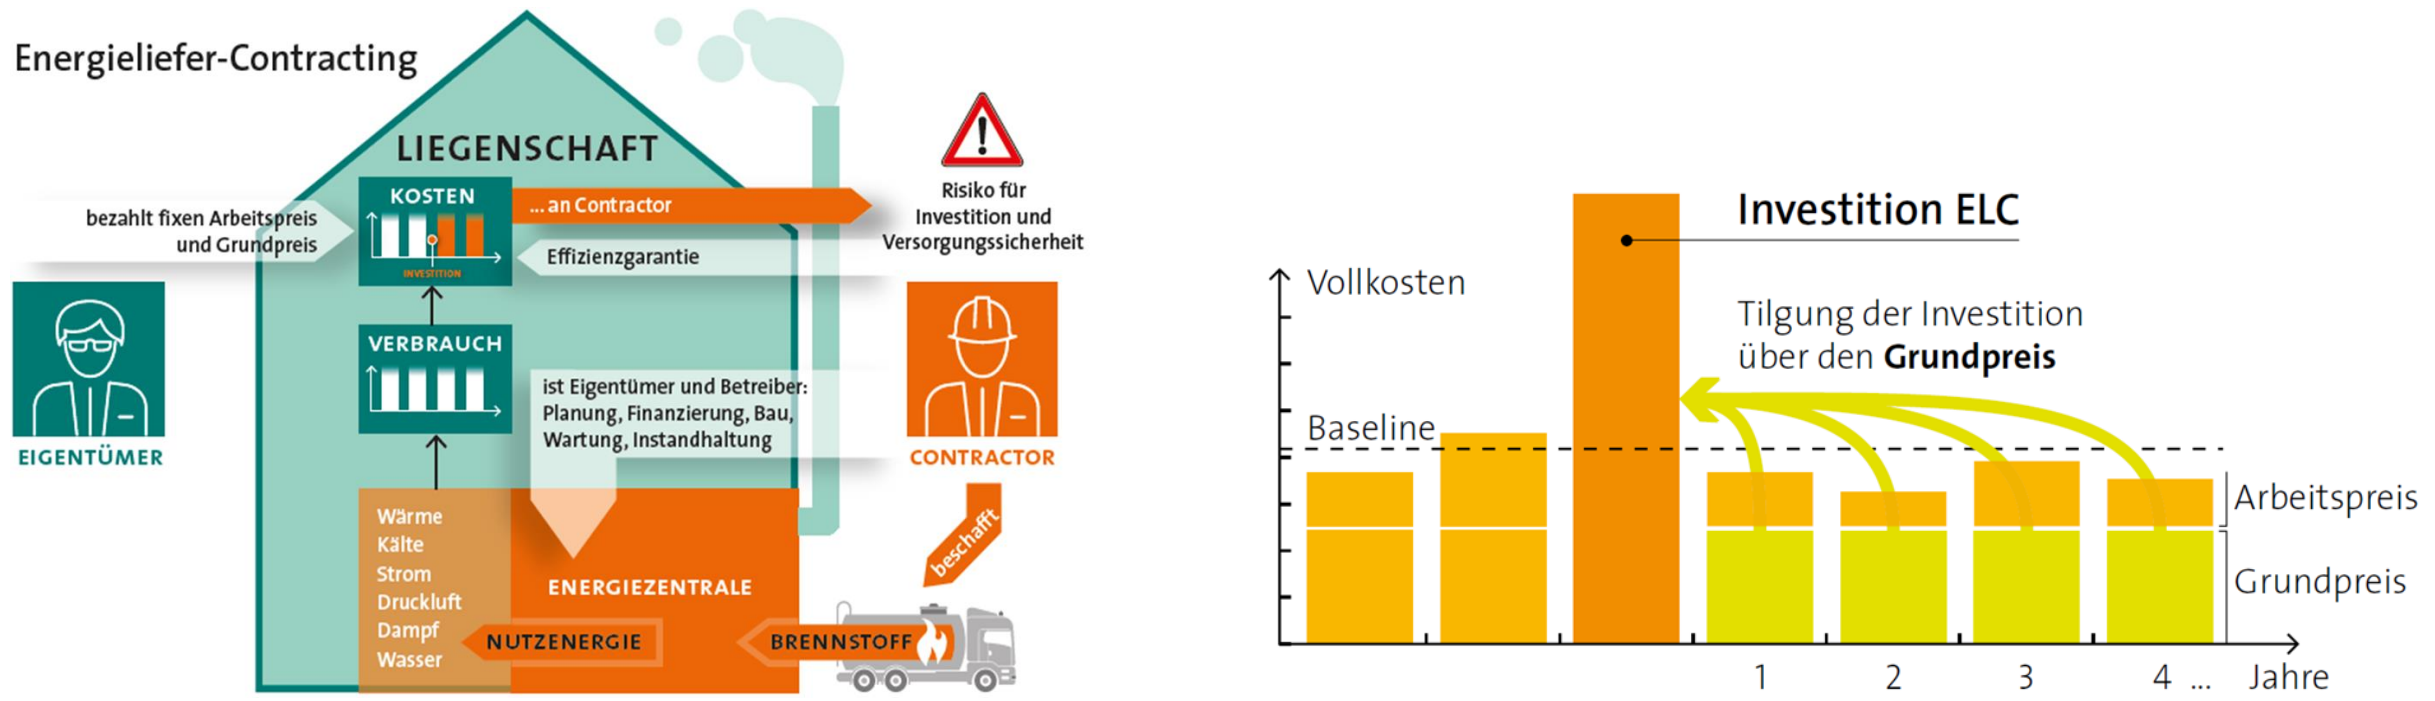 Energieliefer-Contracting
LIEGENSCHAFT
KOSTEN
INVESTITION
bezahlt fixen Arbeitspreis
und Grundpreis
... an Contractor
Effizienzgarantie
Risiko für
Investition und
Versorgungssicherheit
EIGENTÜMER
VERBRAUCH
ist Eigentümer und Betreiber:
Planung, Finanzierung, Bau,
Wartung, Instandhaltung
CONTRACTOR
beschafft
Wärme
Kälte
Strom
Druckluft
Dampf
Wasser
ENERGIEZENTRALE
NUTZENERGIE
BRENNSTOFF
Investition ELC
Vollkosten
Tilgung der Investition
über den Grundpreis
Baseline
Arbeitspreis
Grundpreis
1 2 3 4 ... Jahre